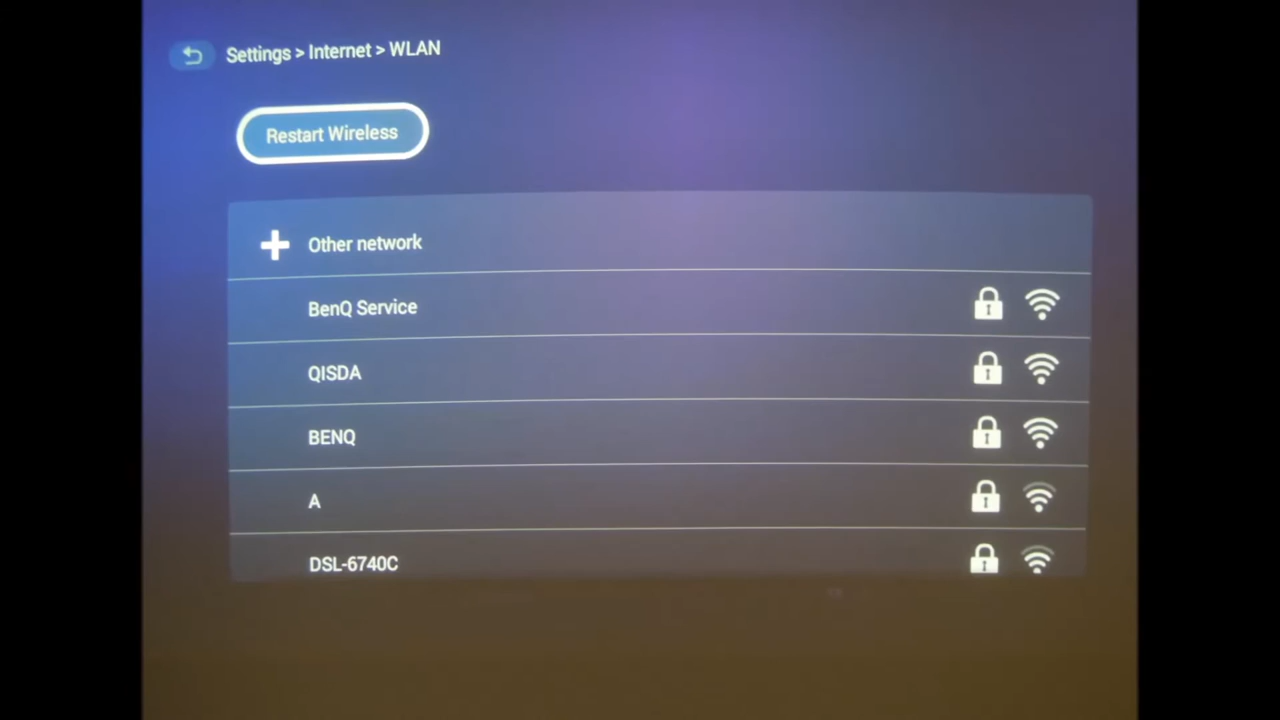 Settings > Internet > WLAN
Restart Wireless
Other network
BenQ Service
QISDA
BENQ
A
DSL-6740C